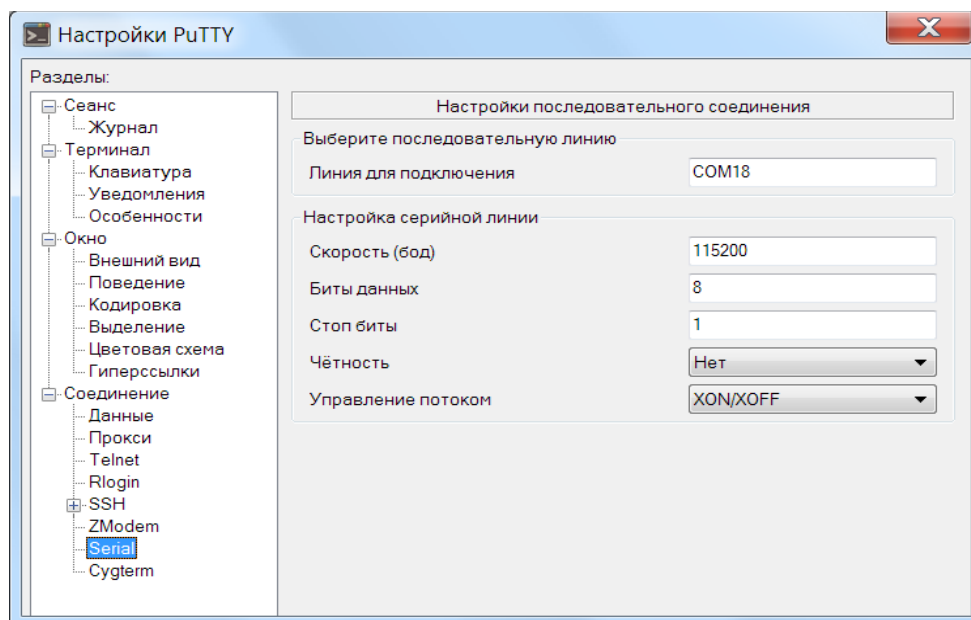 Настройки PuTTY
Разделы:
Сеанс
Журнал
Терминал
Клавиатура
Уведомления
Особенности
Окно
Внешний вид
Поведение
Кодировка
Выделение
Цветовая схема
Гиперссылки
Соединение
Данные
Прокси
Telnet
Rlogin
SSH
ZModem
Serial
Cygterm
Настройки последовательного соединения
Выберите последовательную линию
Линия для подключения COM18
Настройка серийной линии
Скорость (бод) 115200
Биты данных 8
Стоп биты 1
Чётность Нет
Управление потоком XON/XOFF